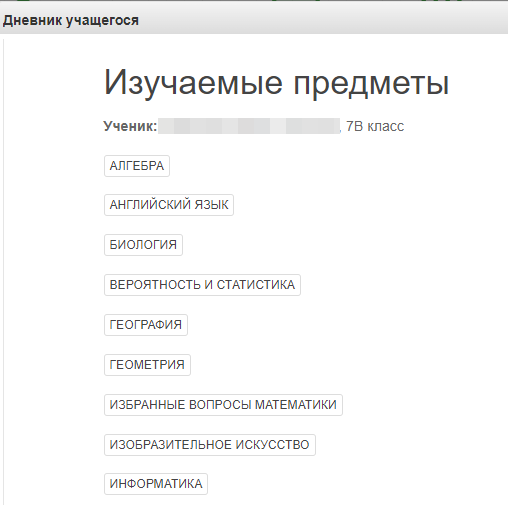 Дневник учащегося
Изучаемые предметы
Ученик: , 7В класс
АЛГЕБРА
АНГЛИЙСКИЙ ЯЗЫК
БИОЛОГИЯ
ВЕРОЯТНОСТЬ И СТАТИСТИКА
ГЕОГРАФИЯ
ГЕОМЕТРИЯ
ИЗБРАННЫЕ ВОПРОСЫ МАТЕМАТИКИ
ИЗОБРАЗИТЕЛЬНОЕ ИСКУССТВО
ИНФОРМАТИКА